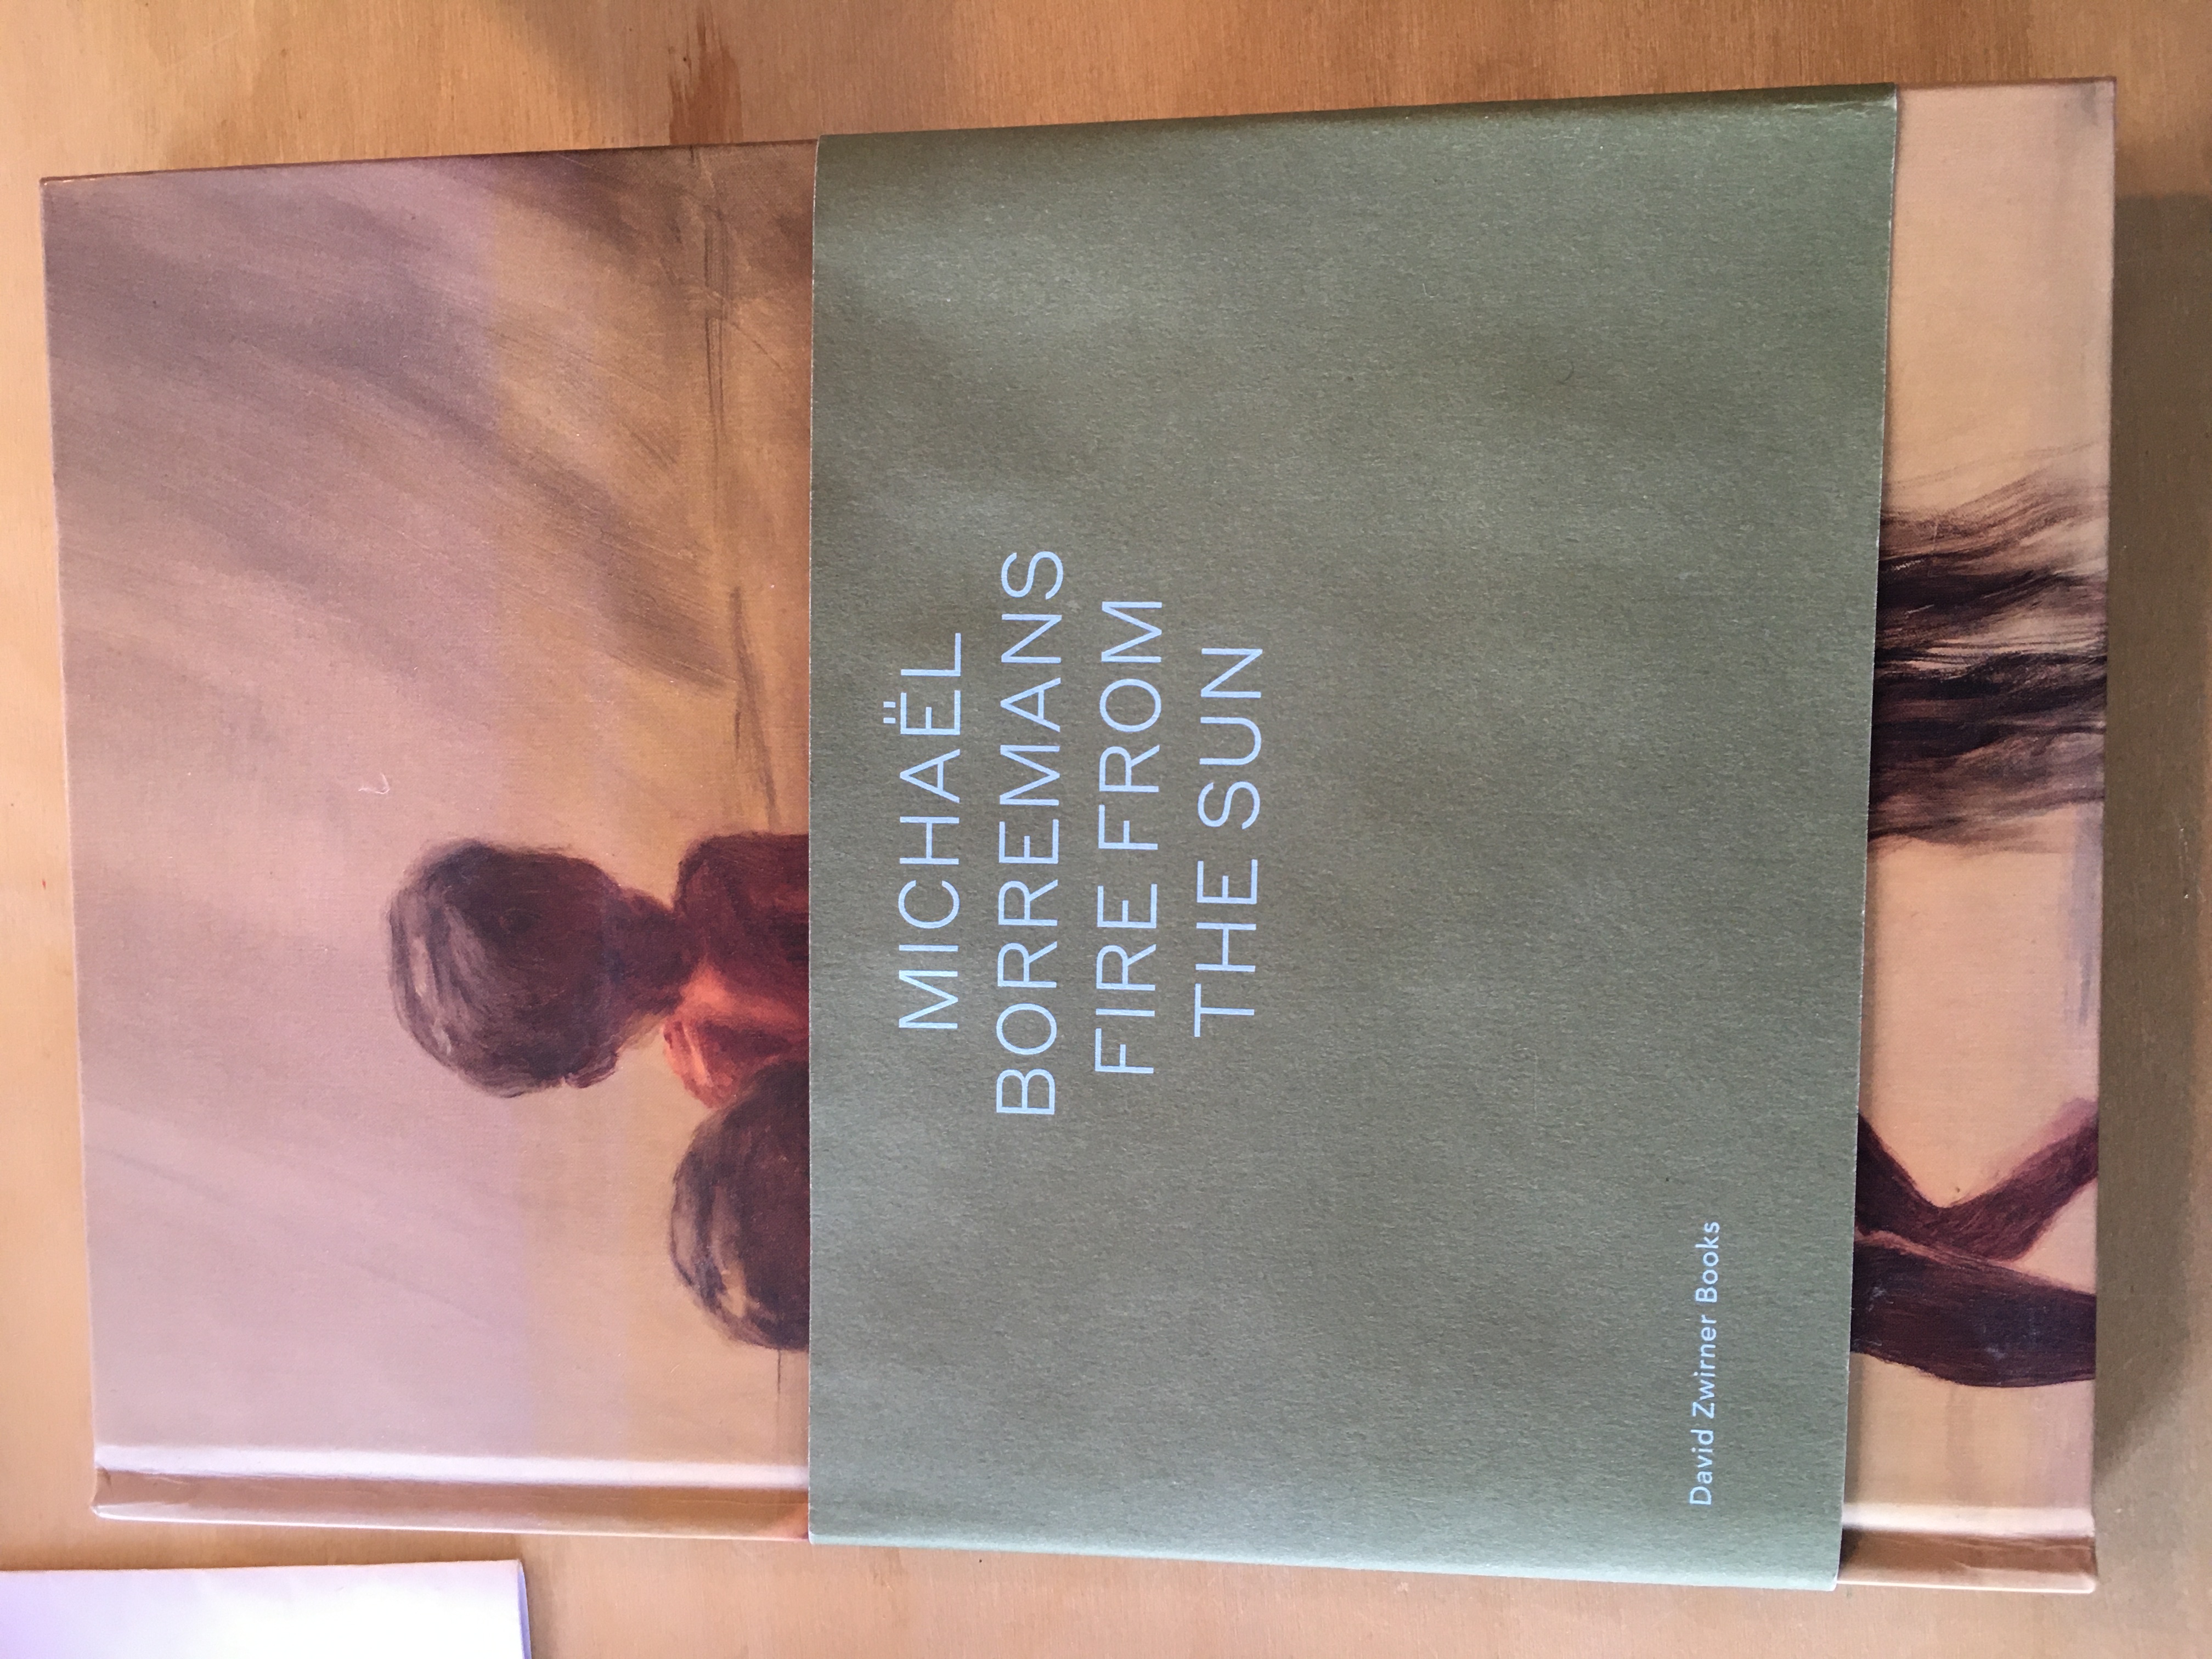 MICHAËL
BORREMANS
FIRE FROM
THE SUN
David Zwirner Books